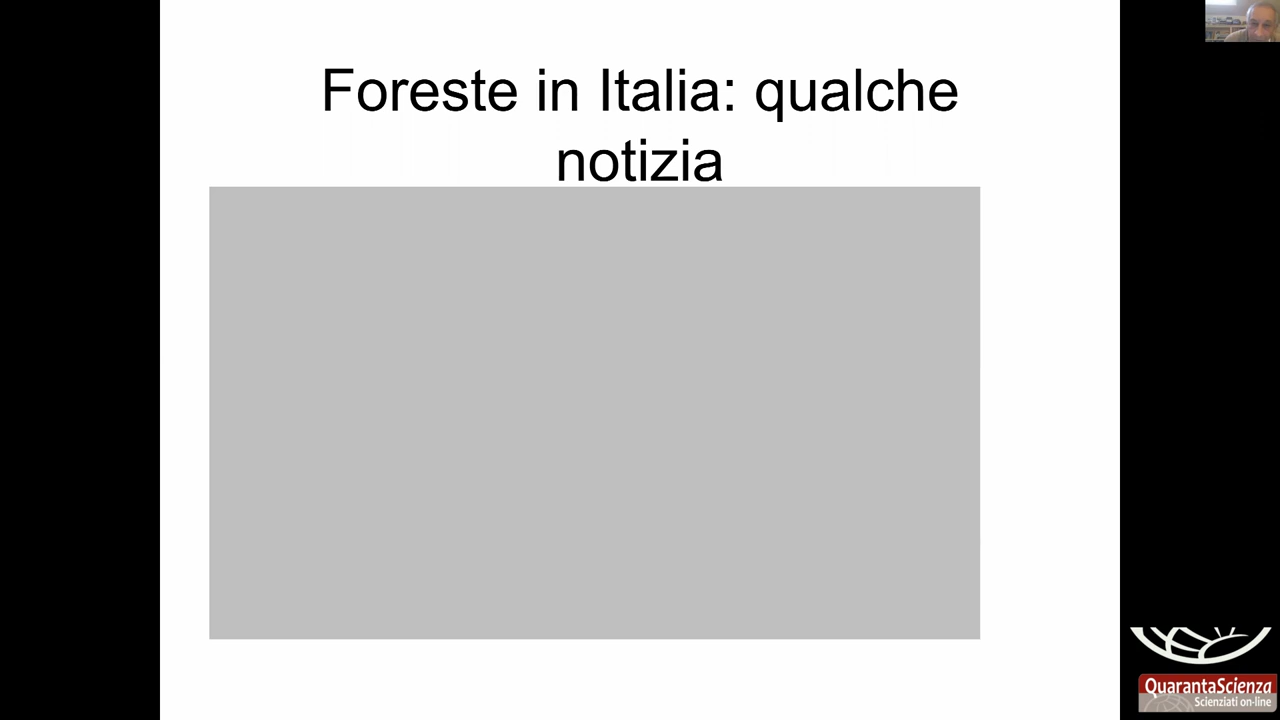 Foreste in Italia: qualche
notizia
QuarantaScienza
Scienziati on-line